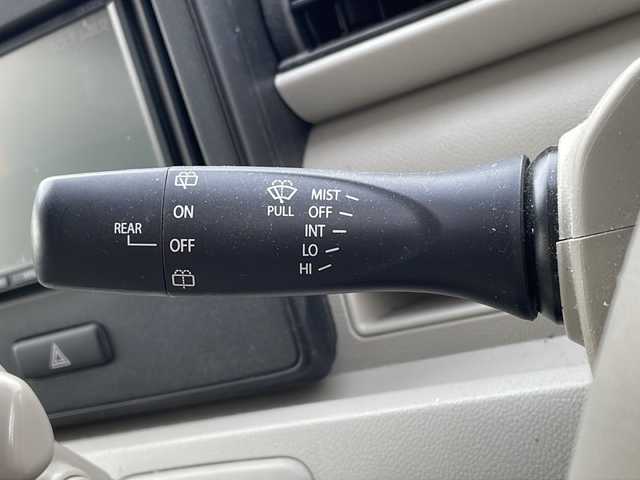 MIST
PULL OFF
ON
INT
REAR
OFF
LO
HI